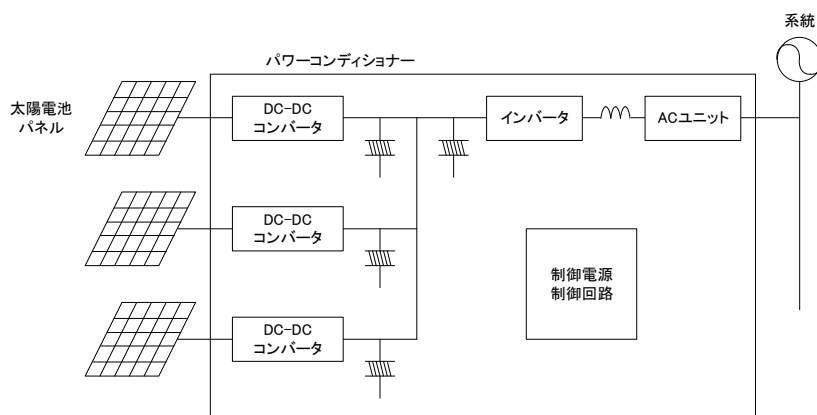 系統
パワーコンディショナー
太陽電池
パネル
DC-DC
コンバータ
インバータ
ACユニット
DC-DC
コンバータ
制御電源
制御回路
DC-DC
コンバータ